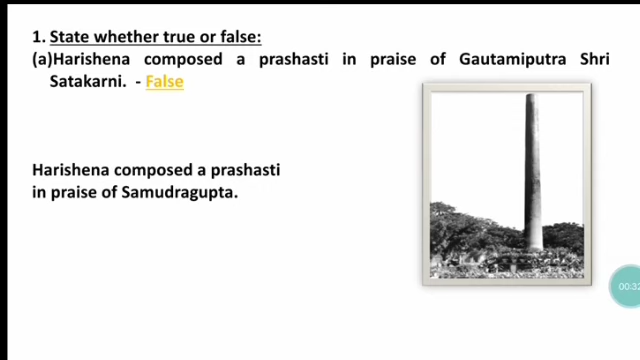 1. State whether true or false:
(a)Harishena composed a prashasti in praise of Gautamiputra Shri
Satakarni. - False
Harishena composed a prashasti
in praise of Samudragupta.
00:32